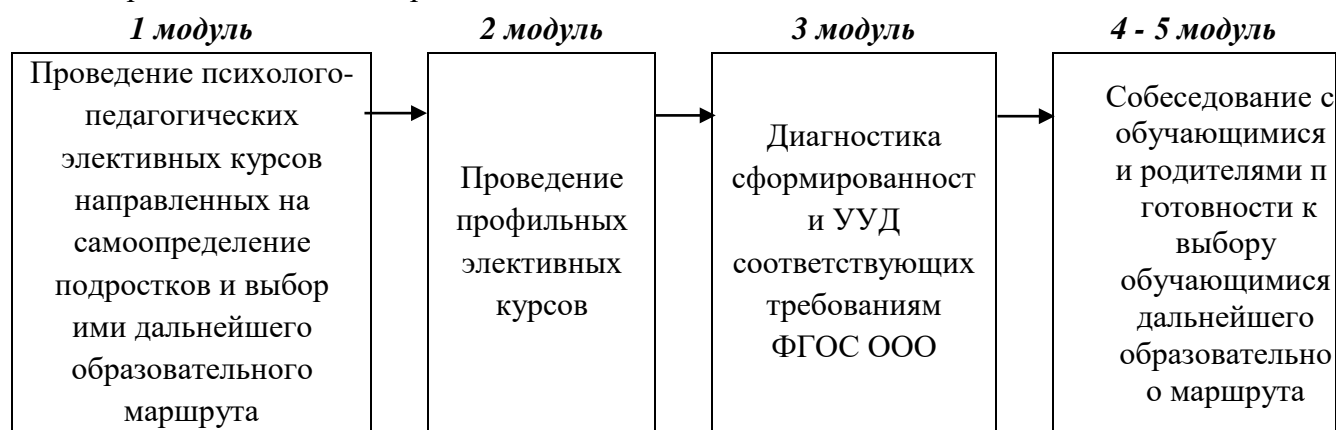 1 модуль
Проведение психолого-
педагогических
элективных курсов
направленных на
самоопределение
подростков и выбор
ими дальнейшего
образовательного
маршрута
2 модуль
Проведение
профильных
элективных
курсов
3 модуль
Диагностика
сформированност
и УУД
соответствующих
требованиям
ФГОС ООО
4 - 5 модуль
Собеседование с
обучающимися
и родителями п
готовности к
выбору
обучающимися
дальнейшего
образовательно
о маршрута